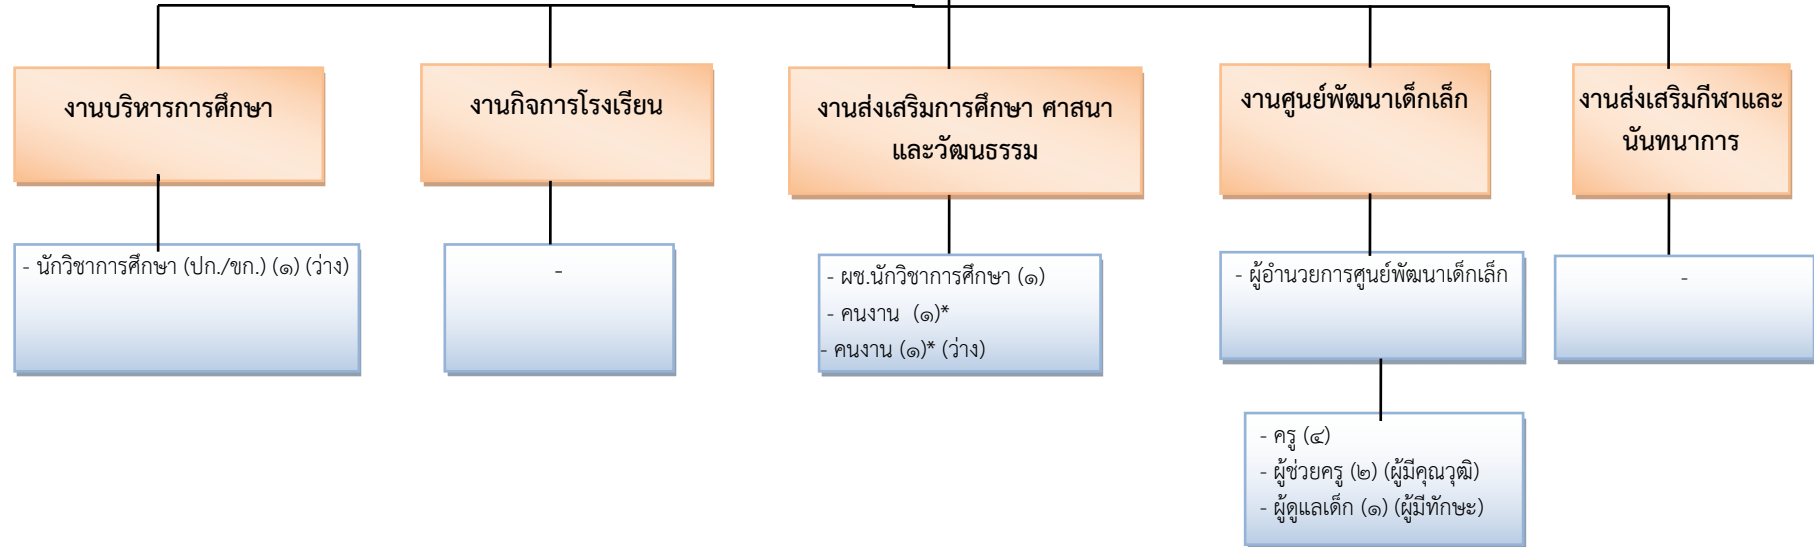 งานบริหารการศึกษา
งานกิจการโรงเรียน
งานส่งเสริมการศึกษา ศาสนา
และวัฒนธรรม
งานศูนย์พัฒนาเด็กเล็ก
งานส่งเสริมกีฬาและ
นันทนาการ
- นักวิชาการศึกษา (ปก./ชก.) (๑) (ว่าง)
-
- ผช.นักวิชาการศึกษา (๑)
- คนงาน (๑)*
- คนงาน (๑)* (ว่าง)
- ผู้อำนวยการศูนย์พัฒนาเด็กเล็ก
-
- ครู (๔)
- ผู้ช่วยครู (๒) (ผู้มีคุณวุฒิ)
- ผู้ดูแลเด็ก (๑) (ผู้มีทักษะ)